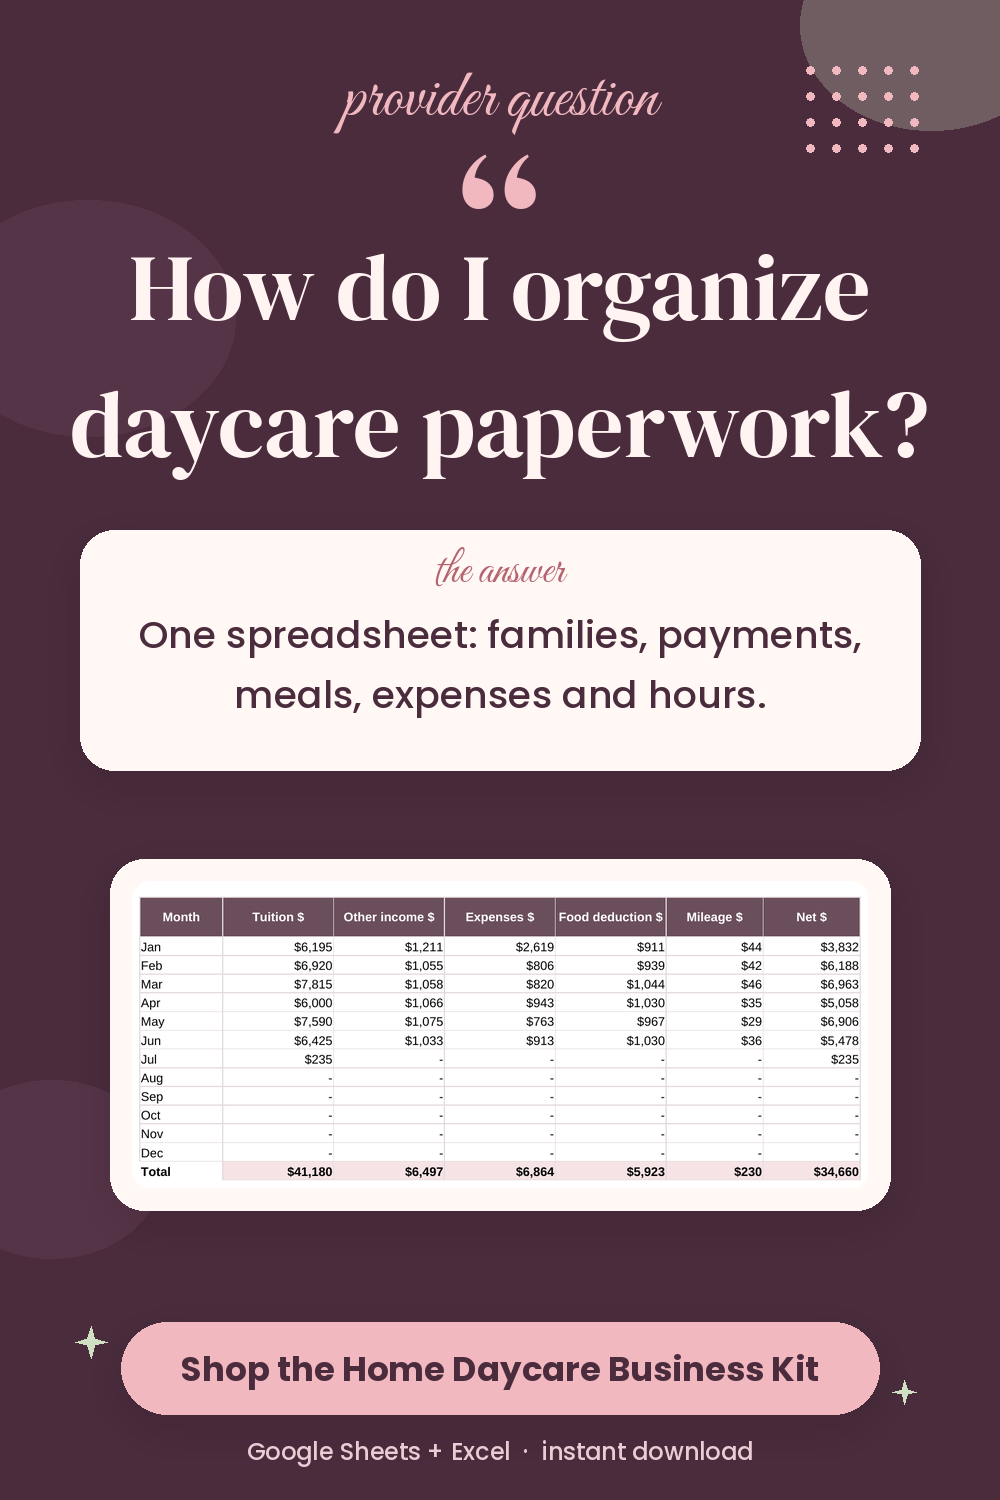 provider question
“
How do I organize
daycare paperwork?
the answer
One spreadsheet: families, payments,
meals, expenses and hours.
Month Tuition $ Other income $ Expenses $ Food deduction $ Mileage $ Net $
Jan $6,195 $1,211 $2,619 $911 $44 $3,832
Feb $6,920 $1,055 $806 $939 $42 $6,188
Mar $7,815 $1,058 $820 $1,044 $46 $6,963
Apr $6,000 $1,066 $943 $1,030 $35 $5,058
May $7,590 $1,075 $763 $967 $29 $6,906
Jun $6,425 $1,033 $913 $1,030 $36 $5,478
Jul $235 - - - - $235
Aug - - - - - -
Sep - - - - - -
Oct - - - - - -
Nov - - - - - -
Dec - - - - - -
Total $41,180 $6,497 $6,864 $5,923 $230 $34,660
Shop the Home Daycare Business Kit
Google Sheets + Excel · instant download